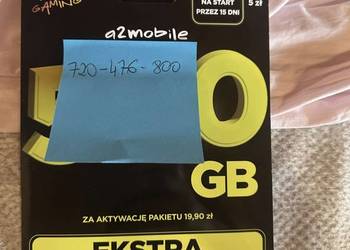 GAMING
NA START
PRZEZ 15 DNI
5 zł
a2mobile
720-476-800
GB
ZA AKTYWACJĘ PAKIETU 19,90 zł
EKSTRA